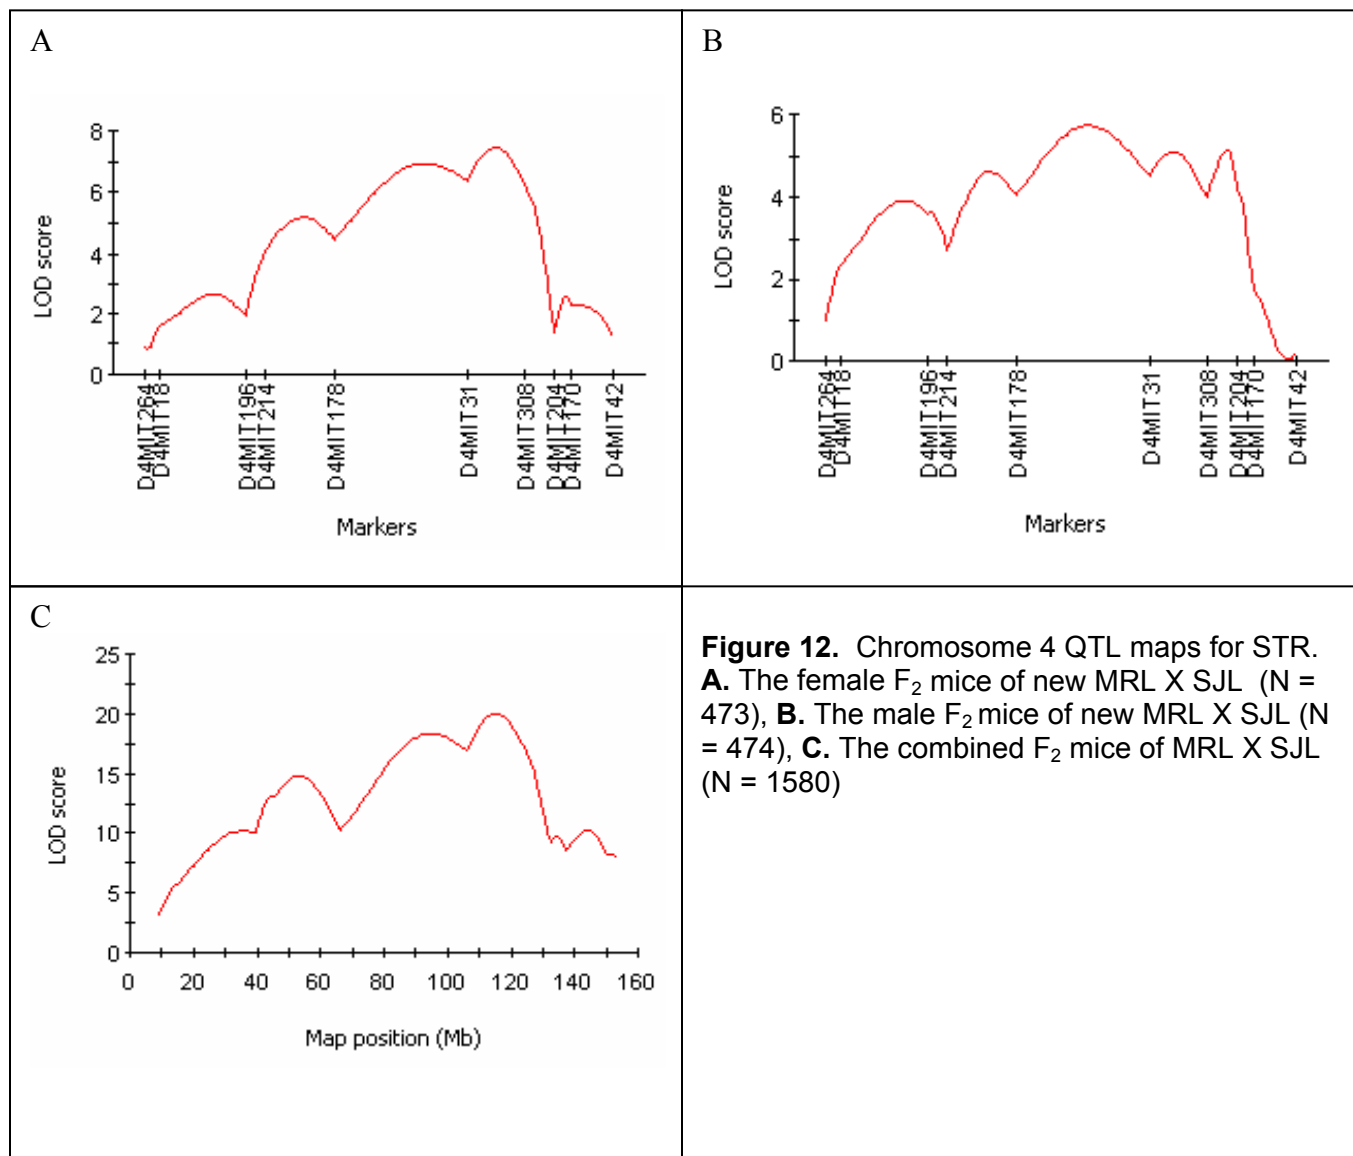 A
8
6
4
2
0
LOD score
D4MIT264
D4MIT18
D4MIT196
D4MIT214
D4MIT178
D4MIT31
D4MIT308
D4MIT204
D4MIT170
D4MIT42
Markers
B
6
4
2
0
LOD score
D4MIT264
D4MIT18
D4MIT196
D4MIT214
D4MIT178
D4MIT31
D4MIT308
D4MIT204
D4MIT170
D4MIT42
Markers
C
25
20
15
10
5
0
LOD score
0 20 40 60 80 100 120 140 160
Map position (Mb)
Figure 12. Chromosome 4 QTL maps for STR.
A. The female F₂ mice of new MRL X SJL (N =
473), B. The male F₂ mice of new MRL X SJL (N
= 474), C. The combined F₂ mice of MRL X SJL
(N = 1580)